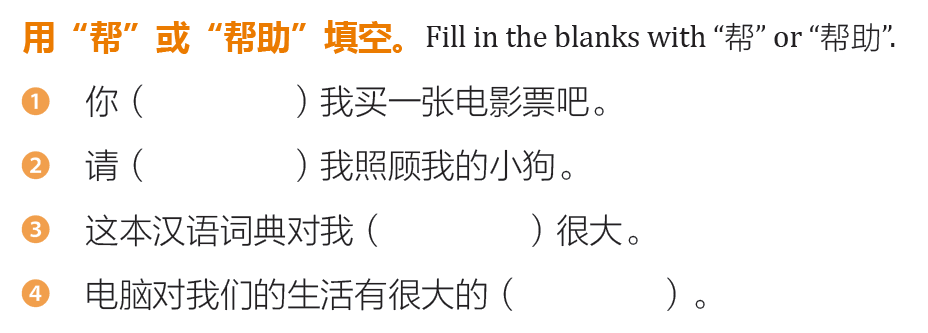 用“帮”或“帮助”填空。Fill in the blanks with “帮” or “帮助”.
1 你（ ）我买一张电影票吧。
2 请（ ）我照顾我的小狗。
3 这本汉语词典对我（ ）很大。
4 电脑对我们的生活有很大的（ ）。